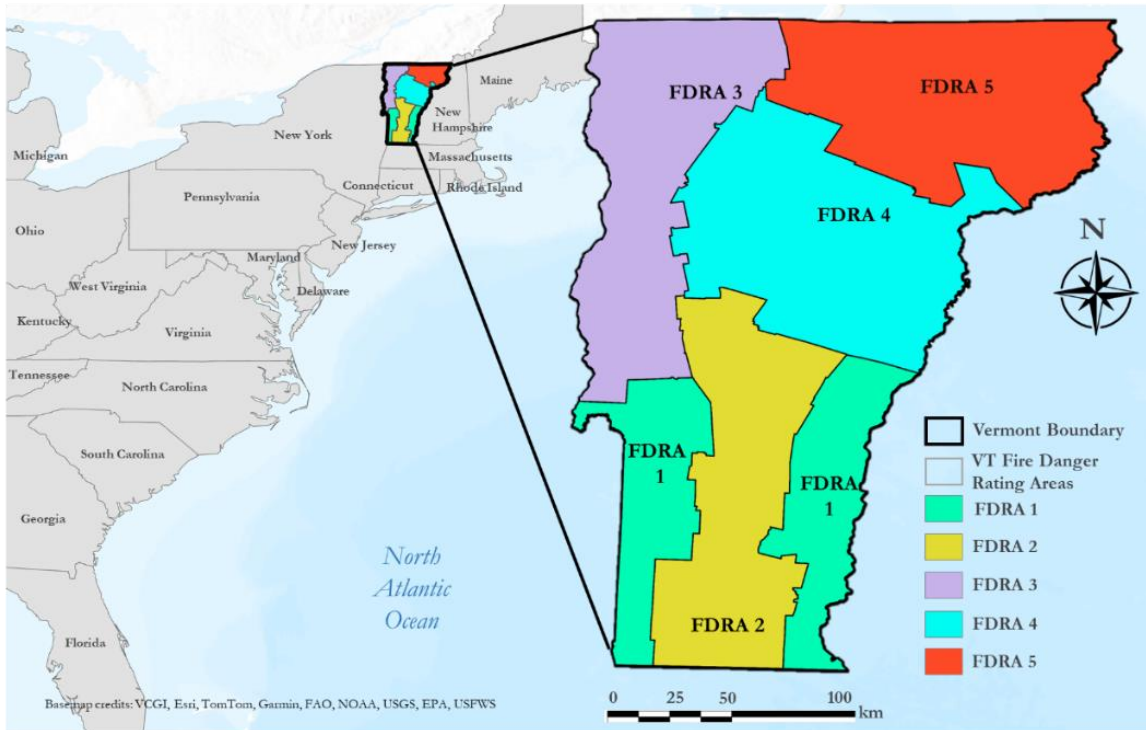 Maine
New
Hampshire
New York
Michigan
Massachusetts
Connecticut
Rhode Island
Pennsylvania
Ohio
New Jersey
Maryland
Delaware
West Virginia
Kentucky
Virginia
Tennessee
North Carolina
South Carolina
Georgia
Florida
North
Atlantic
Ocean
Basemap credits: VCGI, Esri, TomTom, Garmin, FAO, NOAA, USGS, EPA, USFWS
FDRA 3
FDRA 5
FDRA 4
FDRA
1
FDRA
1
FDRA 2
N
Vermont Boundary
VT Fire Danger
Rating Areas
FDRA 1
FDRA 2
FDRA 3
FDRA 4
FDRA 5
0 25 50 100
km